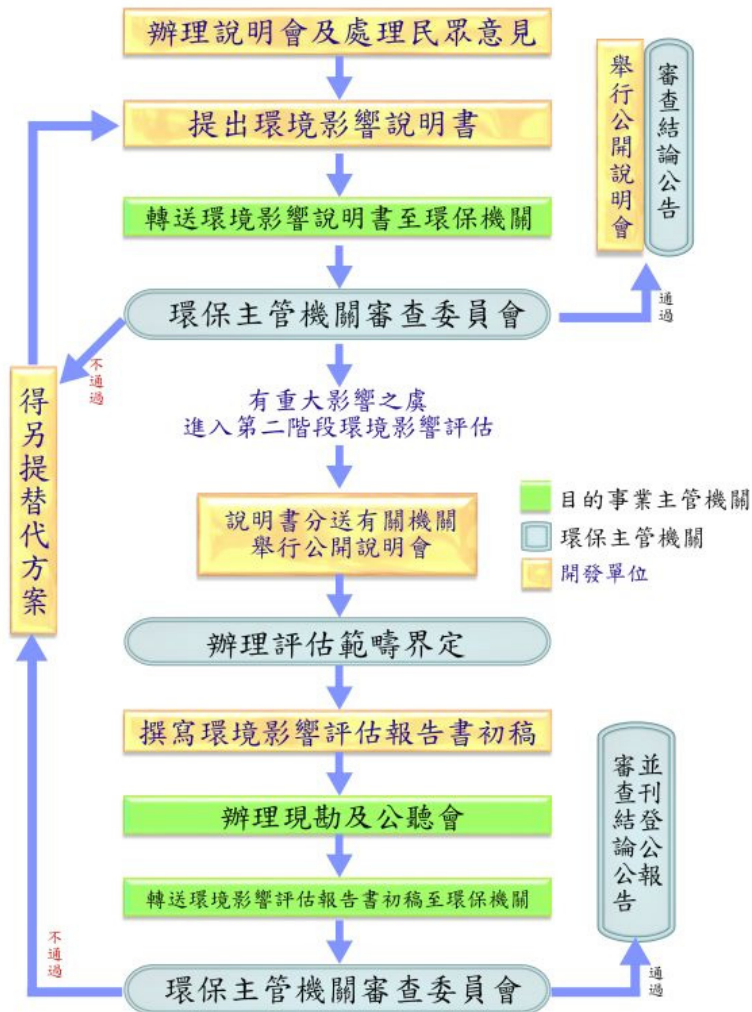 辦理說明會及處理民眾意見
提出環境影響說明書
轉送環境影響說明書至環保機關
環保主管機關審查委員會
通過
舉行公開說明會
審查結論公告
不通過
得另提替代方案
有重大影響之虞
進入第二階段環境影響評估
說明書分送有關機關
舉行公開說明會
目的事業主管機關
環保主管機關
開發單位
辦理評估範疇界定
撰寫環境影響評估報告書初稿
辦理現勘及公聽會
轉送環境影響評估報告書初稿至環保機關
環保主管機關審查委員會
不通過
通過
並刊登公報
審查結論公告